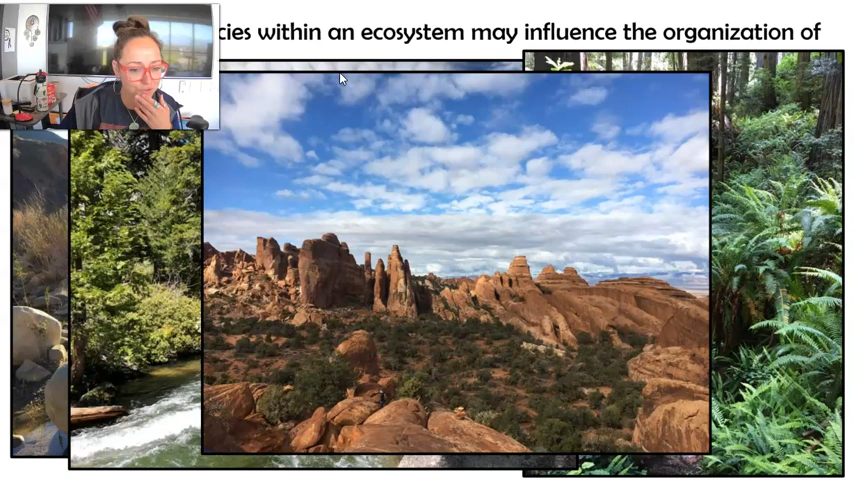 cies within an ecosystem may influence the organization of